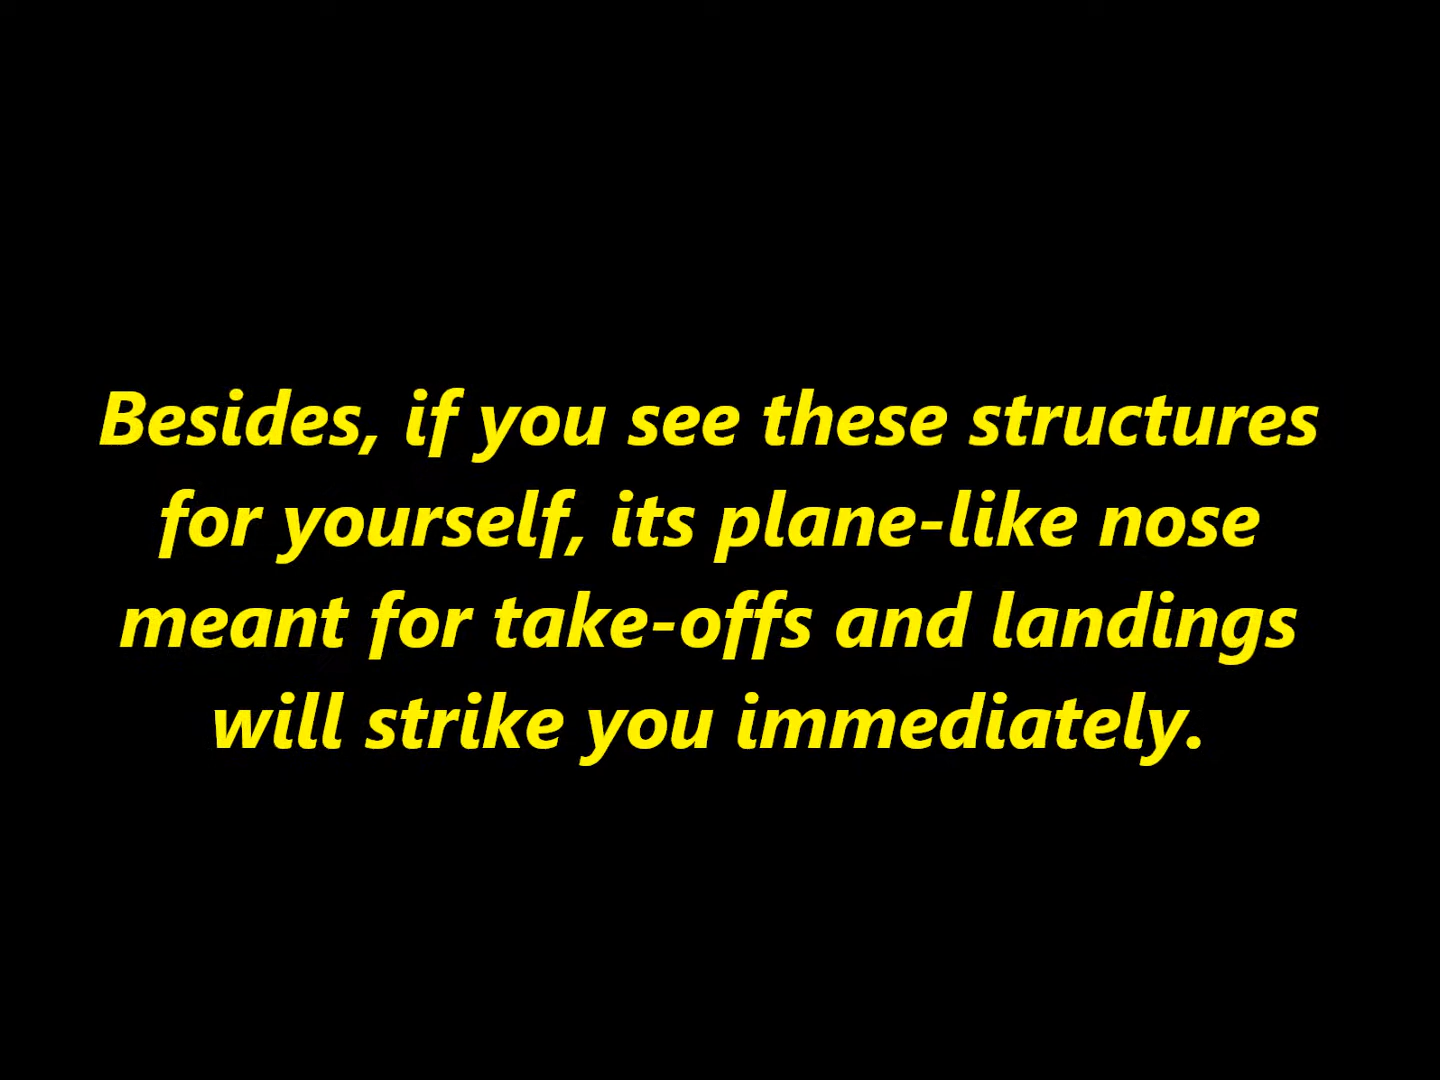 Besides, if you see these structures
for yourself, its plane-like nose
meant for take-offs and landings
will strike you immediately.